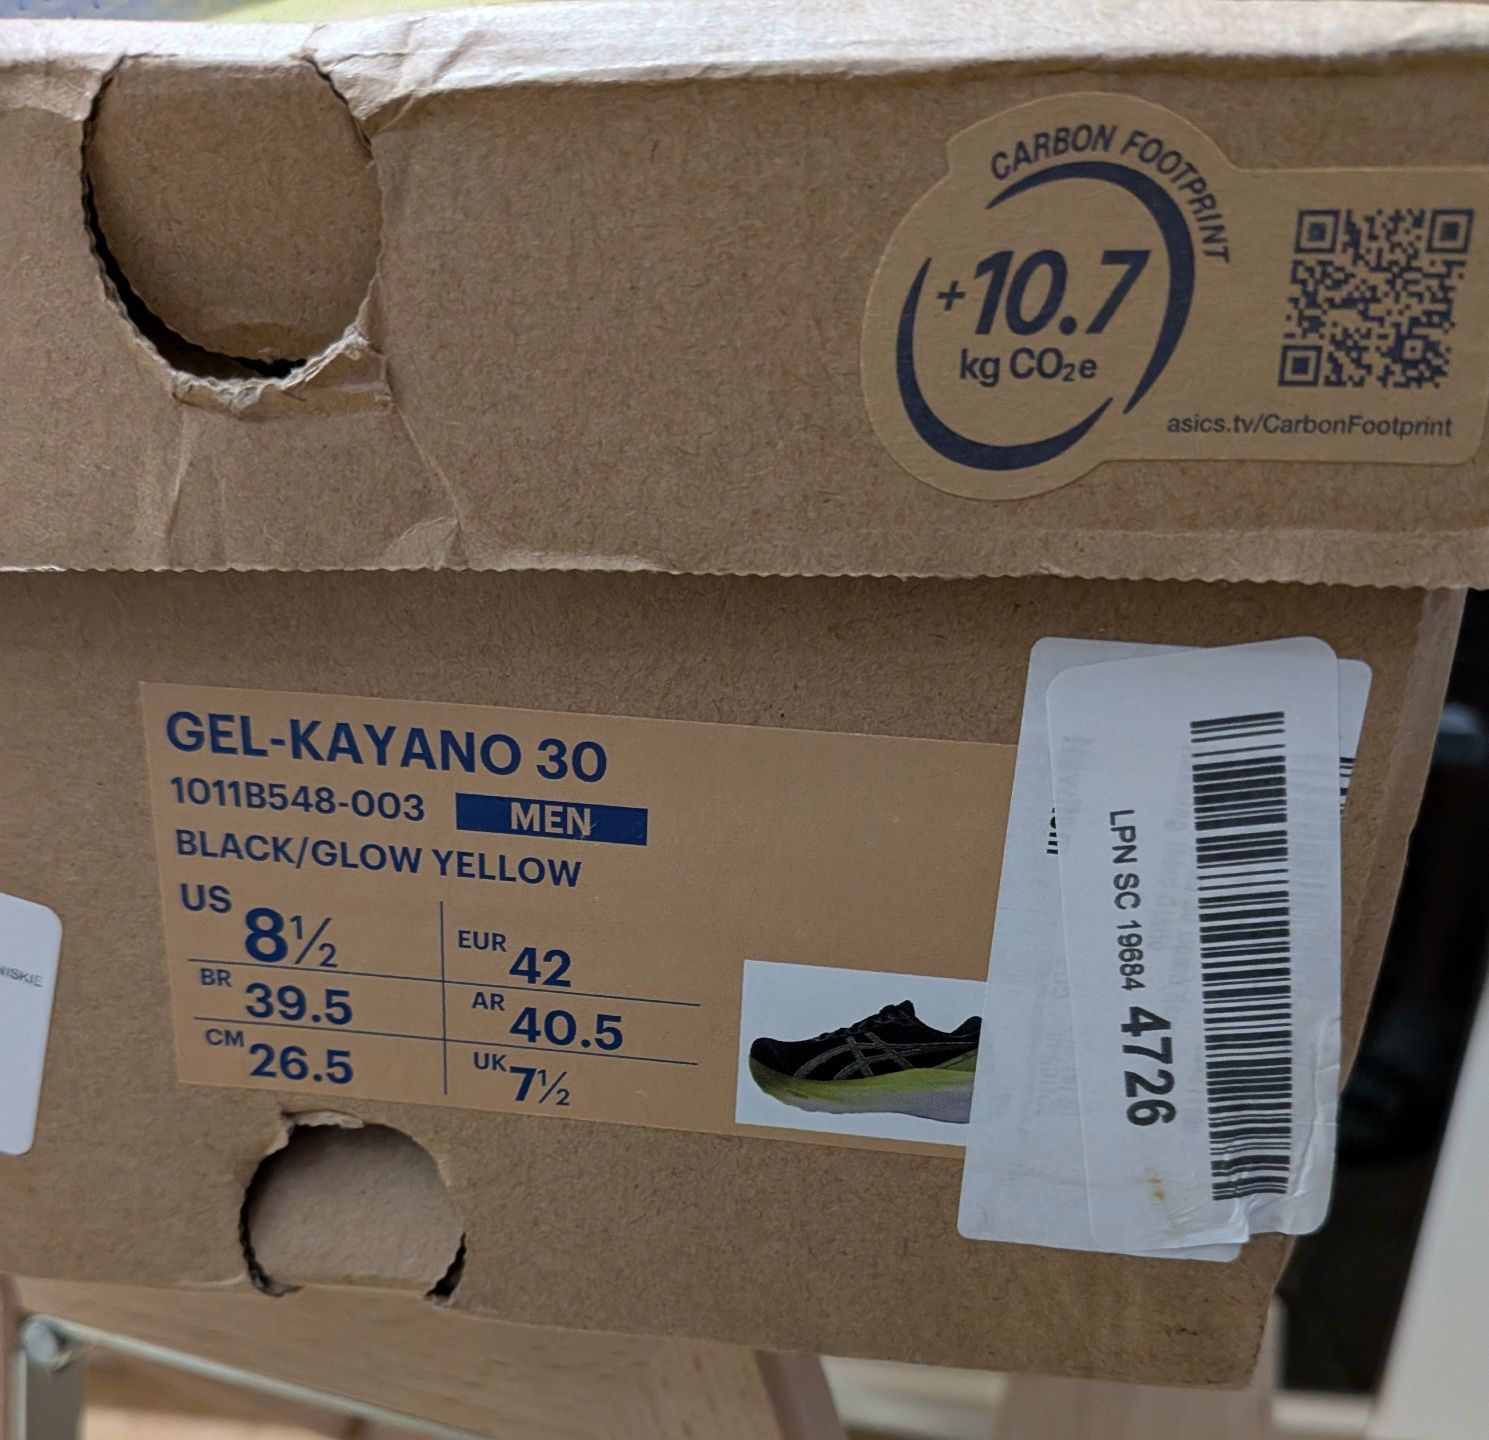 CARBON FOOTPRINT
+10.7
kg CO₂e
asics.tv/CarbonFootprint
GEL-KAYANO 30
1011B548-003 MEN
BLACK/GLOW YELLOW
US 8½ EUR 42
BR 39.5 AR 40.5
CM 26.5 UK 7½
LPN SC 19684 4726
NISKIE